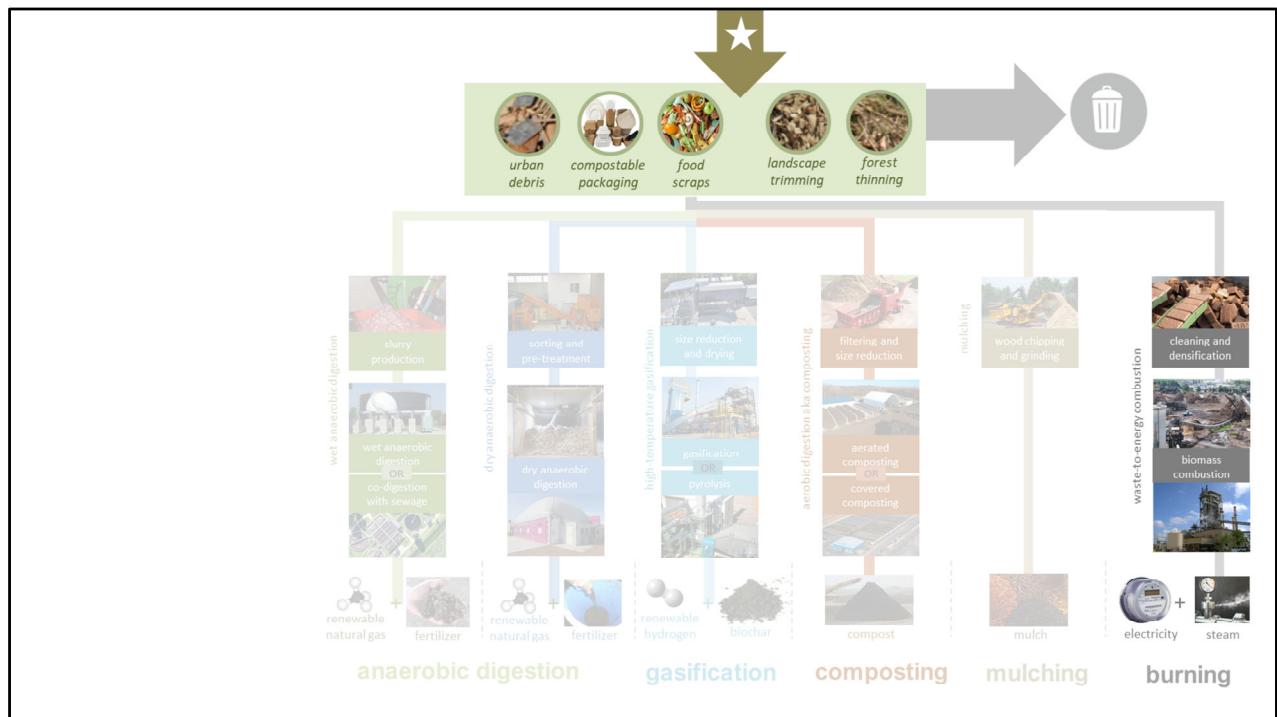 urban
debris
compostable
packaging
food
scraps
landscape
trimming
forest
thinning
wet anaerobic digestion
slurry
production
wet anaerobic
digestion
OR
co-digestion
with sewage
renewable
natural gas
+
fertilizer
dry anaerobic digestion
sorting and
pre-treatment
dry anaerobic
digestion
renewable
natural gas
+
fertilizer
high-temperature gasification
size reduction
and drying
gasification
OR
pyrolysis
renewable
hydrogen
+
biochar
aerobic digestion aka composting
filtering and
size reduction
aerated
composting
OR
covered
composting
compost
mulching
wood chipping
and grinding
mulch
waste-to-energy combustion
cleaning and
densification
biomass
combustion
electricity
+
steam
anaerobic digestion
gasification
composting
mulching
burning